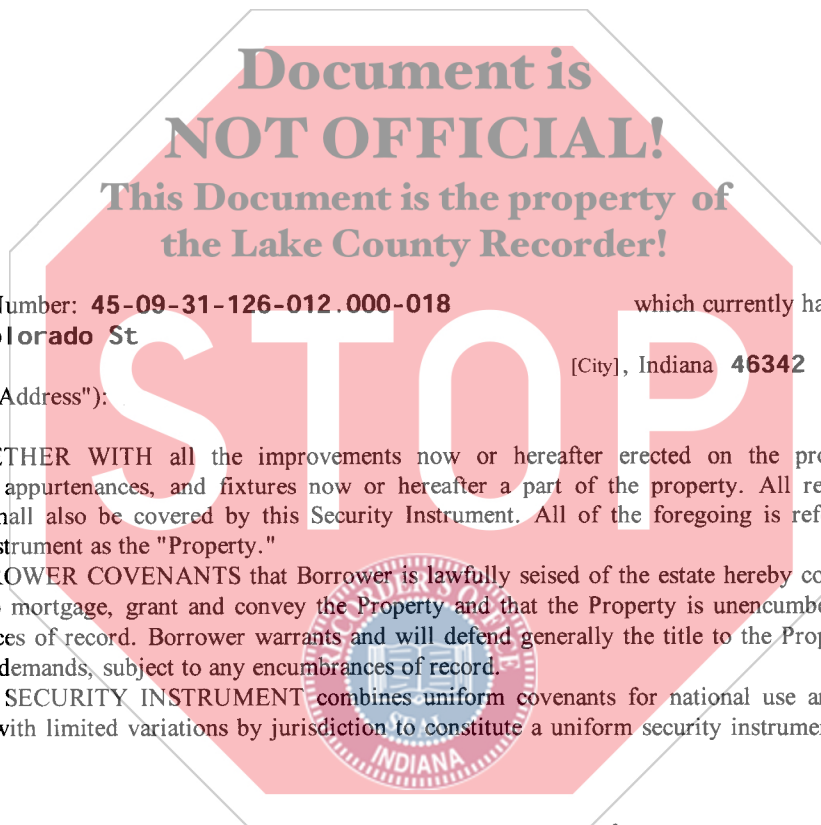 Document is
NOT OFFICIAL!
This Document is the property of
the Lake County Recorder!
Number: 45-09-31-126-012.000-018 which currently ha
lorado St
[City], Indiana 46342
Address"):
STOP
ETHER WITH all the improvements now or hereafter erected on the pro
appurtenances, and fixtures now or hereafter a part of the property. All re
hall also be covered by this Security Instrument. All of the foregoing is ref
strument as the "Property."
ROWER COVENANTS that Borrower is lawfully seised of the estate hereby co
mortgage, grant and convey the Property and that the Property is unencumbe
ces of record. Borrower warrants and will defend generally the title to the Prop
demands, subject to any encumbrances of record.
SECURITY INSTRUMENT combines uniform covenants for national use an
with limited variations by jurisdiction to constitute a uniform security instrume
RECORDER'S OFFICE
SEAL
INDIANA